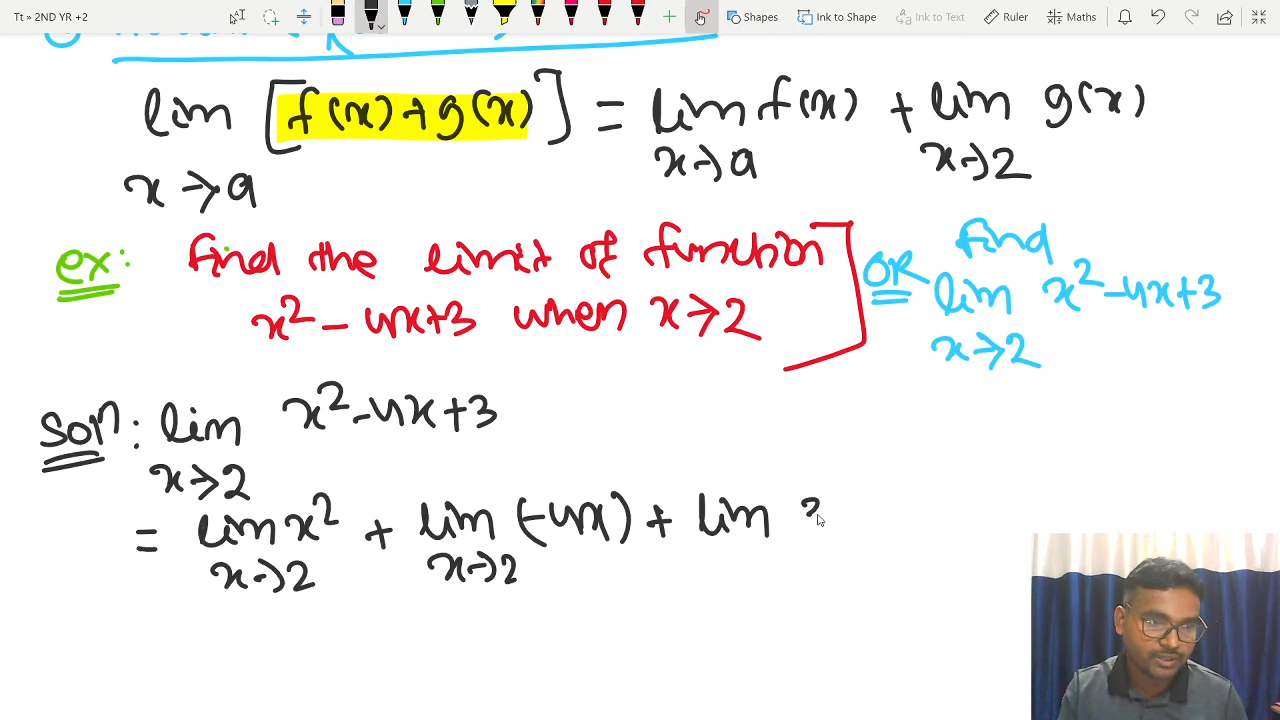 Tt » 2ND YR +2
Shapes Ink to Shape Ink to Text Ruler Maths
lim [f(x)+g(x)] = lim f(x) + lim g(x)
x→a x→a x→2
ex: find the limit of function
x²-4x+3 when x→2
OR find
lim x²-4x+3
x→2
Solⁿ: lim x²-4x+3
x→2
= lim x² + lim (-4x) + lim
x→2 x→2